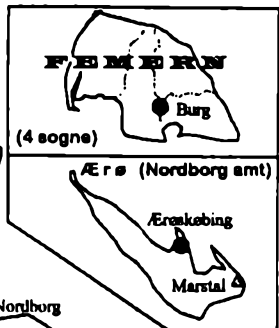 FEMERN
Burg
(4 sogne)
Ærø (Nordborg amt)
Ærøskøbing
Marstal
Nordborg